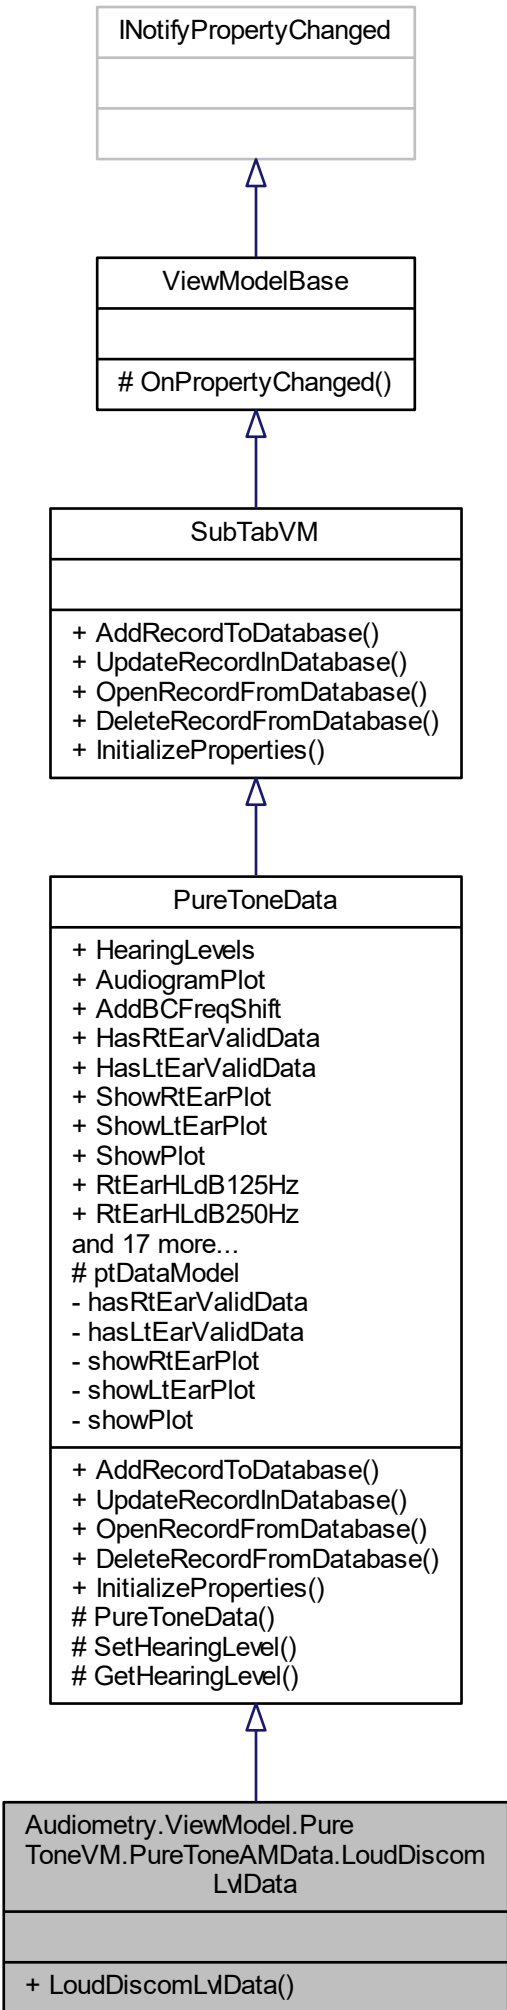 INotifyPropertyChanged
ViewModelBase
# OnPropertyChanged()
SubTabVM
+ AddRecordToDatabase()
+ UpdateRecordInDatabase()
+ OpenRecordFromDatabase()
+ DeleteRecordFromDatabase()
+ InitializeProperties()
PureToneData
+ HearingLevels
+ AudiogramPlot
+ AddBCFreqShift
+ HasRtEarValidData
+ HasLtEarValidData
+ ShowRtEarPlot
+ ShowLtEarPlot
+ ShowPlot
+ RtEarHLdB125Hz
+ RtEarHLdB250Hz
and 17 more...
# ptDataModel
- hasRtEarValidData
- hasLtEarValidData
- showRtEarPlot
- showLtEarPlot
- showPlot
+ AddRecordToDatabase()
+ UpdateRecordInDatabase()
+ OpenRecordFromDatabase()
+ DeleteRecordFromDatabase()
+ InitializeProperties()
# PureToneData()
# SetHearingLevel()
# GetHearingLevel()
Audiometry.ViewModel.Pure
ToneVM.PureToneAMData.LoudDiscom
LvlData
+ LoudDiscomLvlData()